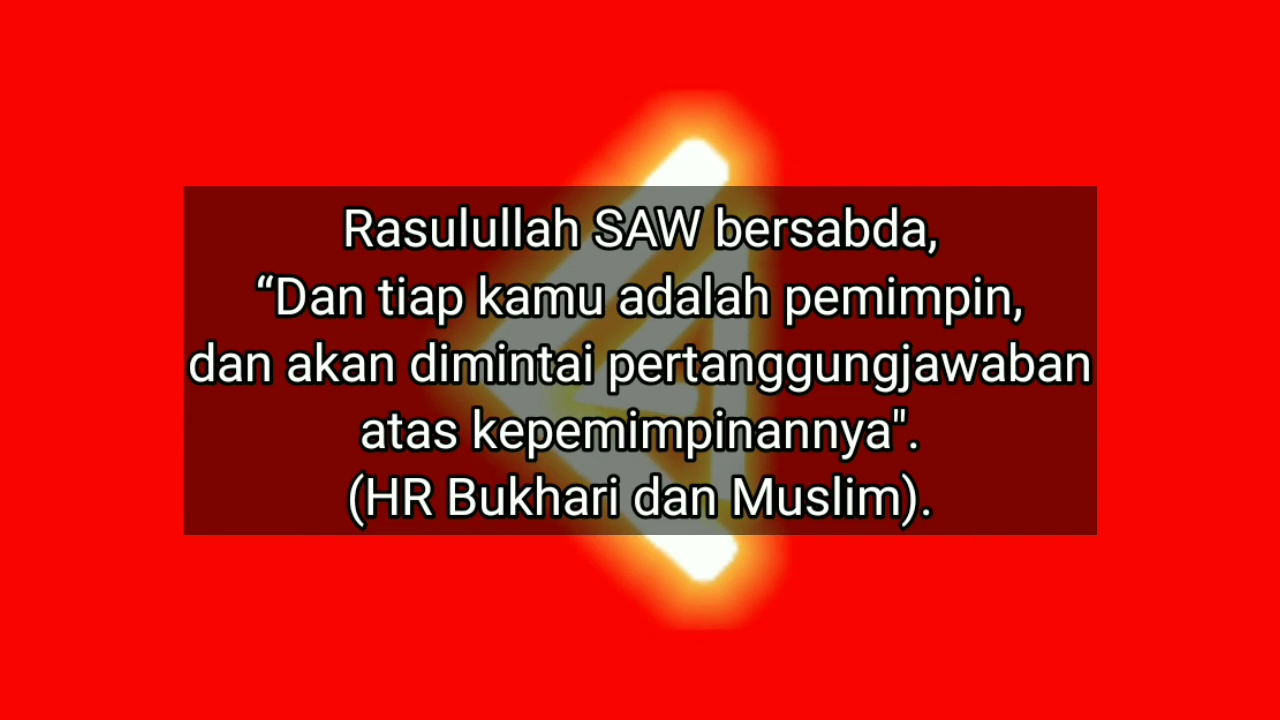 Rasulullah SAW bersabda,
“Dan tiap kamu adalah pemimpin,
dan akan dimintai pertanggungjawaban
atas kepemimpinannya".
(HR Bukhari dan Muslim).